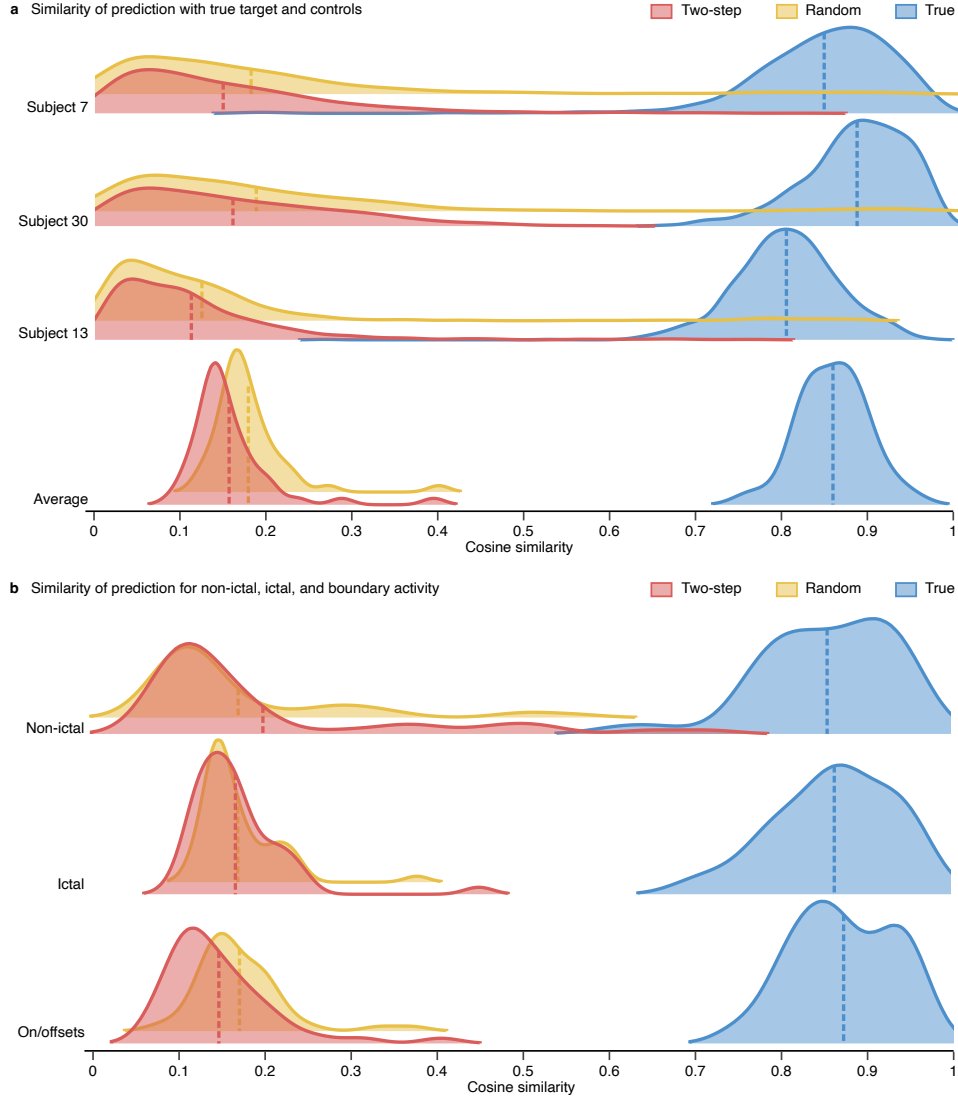 a Similarity of prediction with true target and controls
Two-step Random True
Subject 7
Subject 30
Subject 13
Average
0 0.1 0.2 0.3 0.4 0.5 0.6 0.7 0.8 0.9 1
Cosine similarity
b Similarity of prediction for non-ictal, ictal, and boundary activity
Two-step Random True
Non-ictal
Ictal
On/offsets
0 0.1 0.2 0.3 0.4 0.5 0.6 0.7 0.8 0.9 1
Cosine similarity